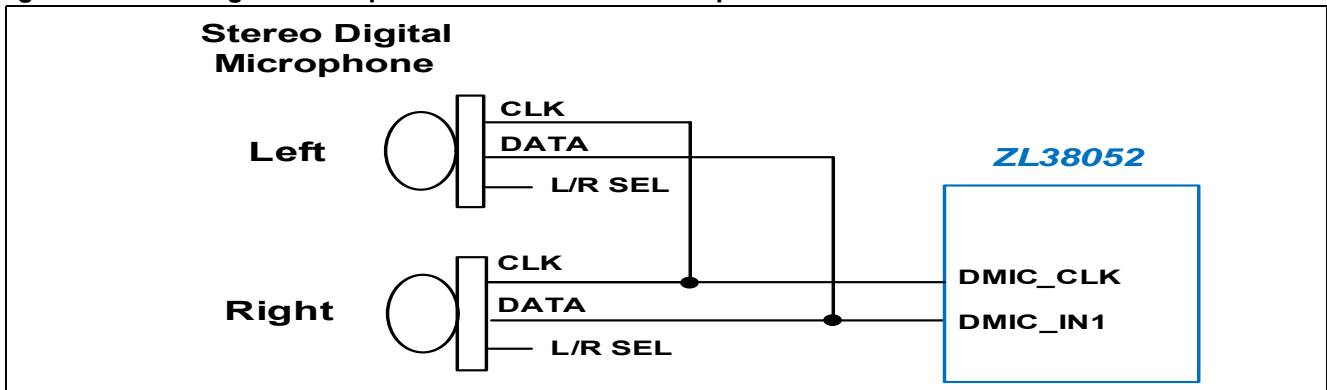 Stereo Digital
Microphone
Left
CLK
DATA
L/R SEL
ZL38052
Right
CLK
DATA
L/R SEL
DMIC_CLK
DMIC_IN1